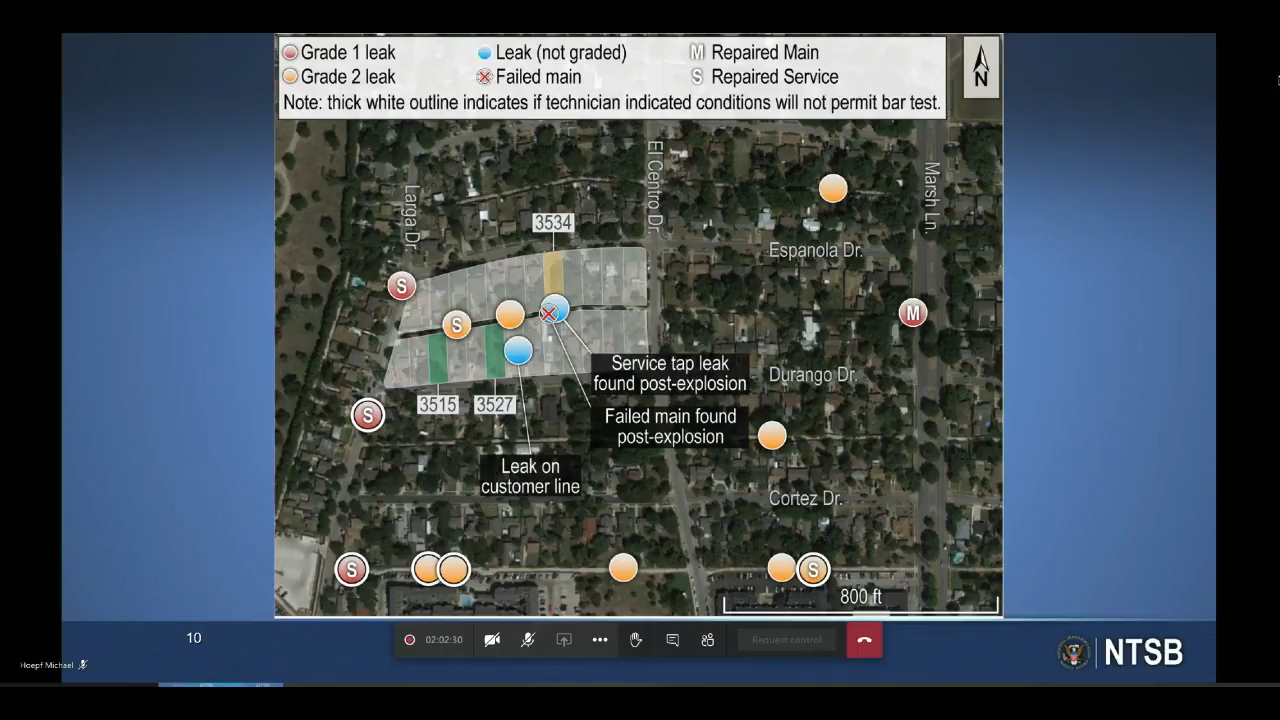 Grade 1 leak
Leak (not graded)
M Repaired Main
Grade 2 leak
Failed main
S Repaired Service
Note: thick white outline indicates if technician indicated conditions will not permit bar test.
N
El Centro Dr.
Marsh Ln.
Larga Dr.
3534
Espanola Dr.
S
S
M
Service tap leak
found post-explosion
Durango Dr.
3515
3527
S
Failed main found
post-explosion
Leak on
customer line
Cortez Dr.
S
S
800 ft
10
02:02:30
Request control
NTSB
Hoepf Michael